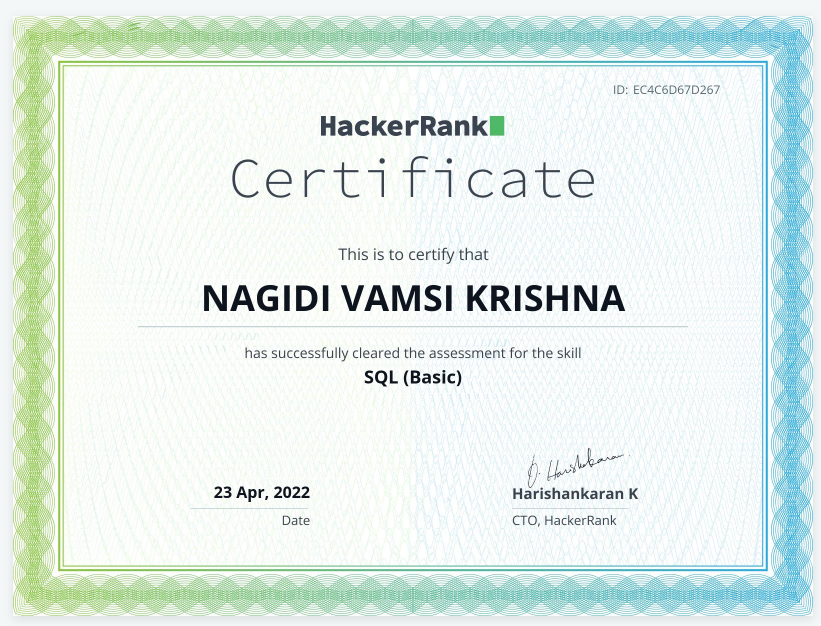 ID: EC4C6D67D267
HackerRank
Certificate
This is to certify that
NAGIDI VAMSI KRISHNA
has successfully cleared the assessment for the skill
SQL (Basic)
23 Apr, 2022
Date
Harishankaran K
CTO, HackerRank